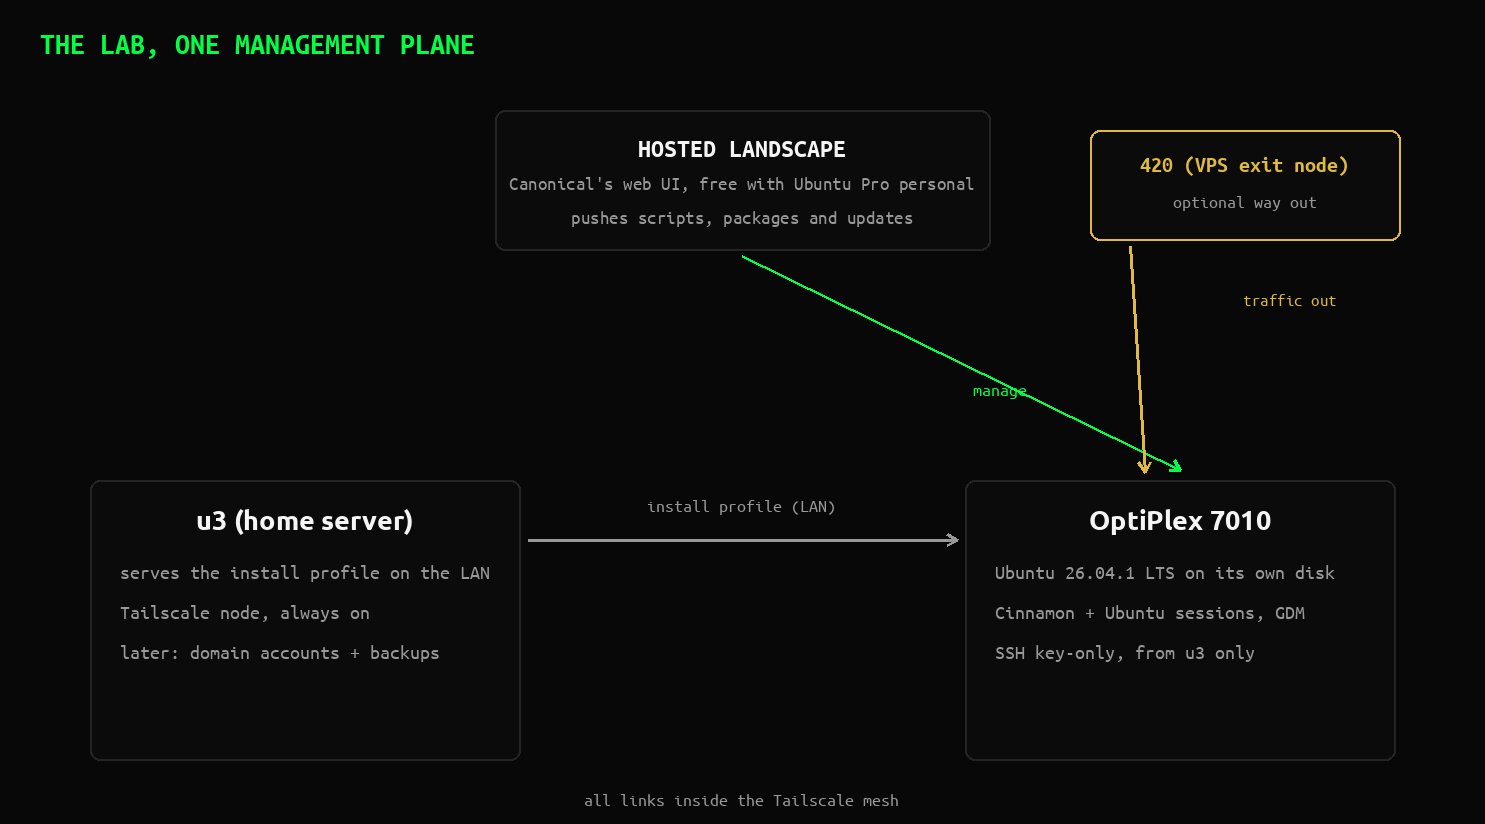 THE LAB, ONE MANAGEMENT PLANE
HOSTED LANDSCAPE
Canonical's web UI, free with Ubuntu Pro personal
pushes scripts, packages and updates
420 (VPS exit node)
optional way out
traffic out
manage
u3 (home server)
serves the install profile on the LAN
Tailscale node, always on
later: domain accounts + backups
install profile (LAN)
OptiPlex 7010
Ubuntu 26.04.1 LTS on its own disk
Cinnamon + Ubuntu sessions, GDM
SSH key-only, from u3 only
all links inside the Tailscale mesh